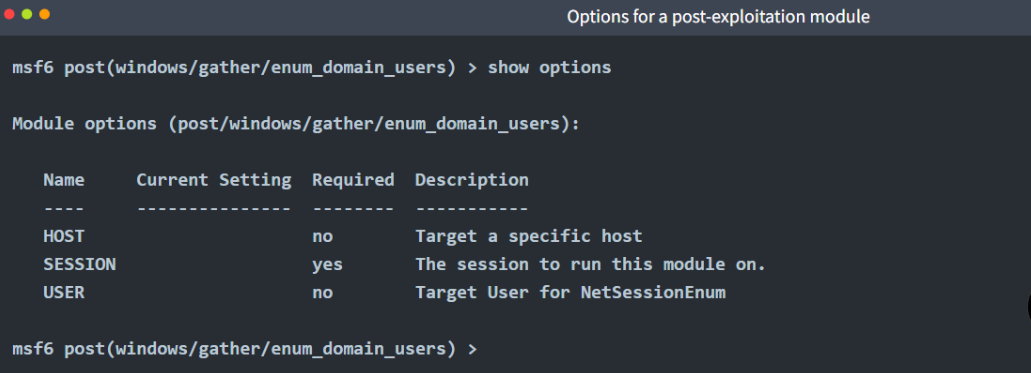 Options for a post-exploitation module
msf6 post(windows/gather/enum_domain_users) > show options
Module options (post/windows/gather/enum_domain_users):
Name     Current Setting  Required  Description
----     ---------------  --------  -----------
HOST                      no        Target a specific host
SESSION                   yes       The session to run this module on.
USER                      no        Target User for NetSessionEnum
msf6 post(windows/gather/enum_domain_users) >